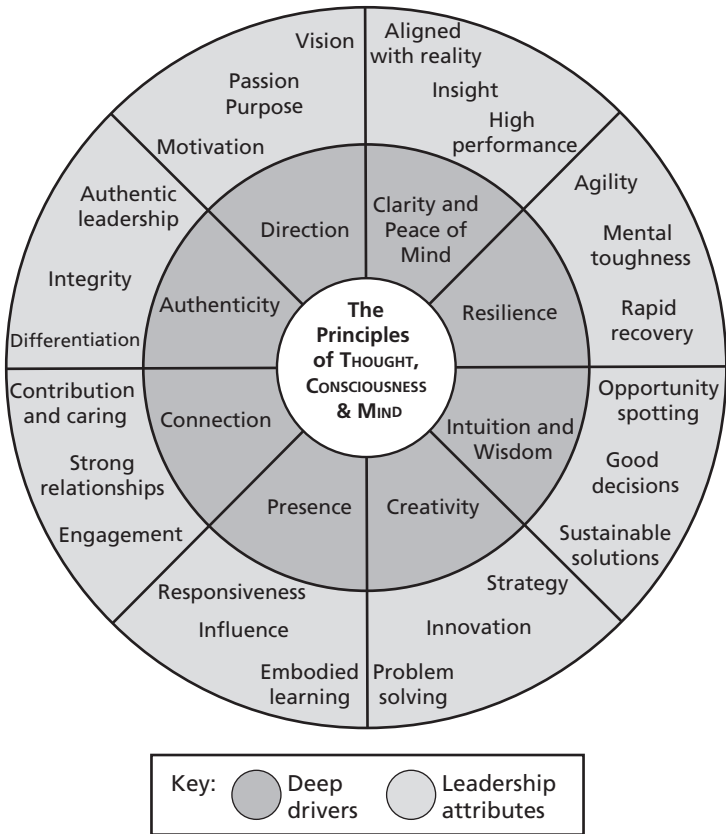 Vision
Passion
Purpose
Motivation
Aligned
with reality
Insight
High
performance
Agility
Mental
toughness
Rapid
recovery
Opportunity
spotting
Good
decisions
Sustainable
solutions
Strategy
Innovation
Problem
solving
Responsiveness
Influence
Embodied
learning
Contribution
and caring
Strong
relationships
Engagement
Authentic
leadership
Integrity
Differentiation
Direction
Clarity and
Peace of
Mind
Resilience
Intuition and
Wisdom
Creativity
Presence
Connection
Authenticity
The
Principles
of THOUGHT,
CONSCIOUSNESS
& MIND
Key:
Deep
drivers
Leadership
attributes